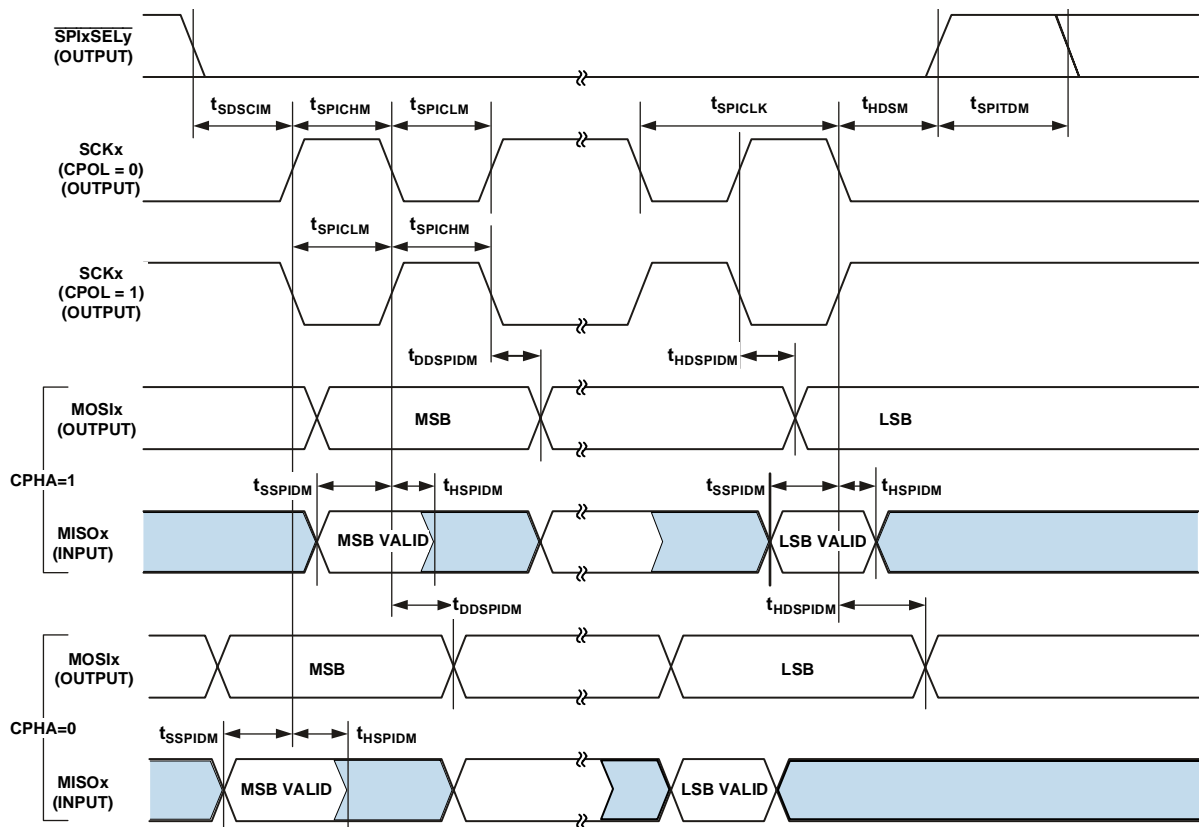 SPIxSELy
(OUTPUT)
tSDSCIM
tSPICHM
tSPICLM
tSPICLK
tHDSM
tSPITDM
SCKx
(CPOL = 0)
(OUTPUT)
tSPICLM
tSPICHM
SCKx
(CPOL = 1)
(OUTPUT)
tDDSPIDM
tHDSPIDM
MOSIx
(OUTPUT)
MSB
LSB
CPHA=1
tSSPIDM
tHSPIDM
tSSPIDM
tHSPIDM
MISOx
(INPUT)
MSB VALID
LSB VALID
tDDSPIDM
tHDSPIDM
MOSIx
(OUTPUT)
MSB
LSB
CPHA=0
tSSPIDM
tHSPIDM
MISOx
(INPUT)
MSB VALID
LSB VALID